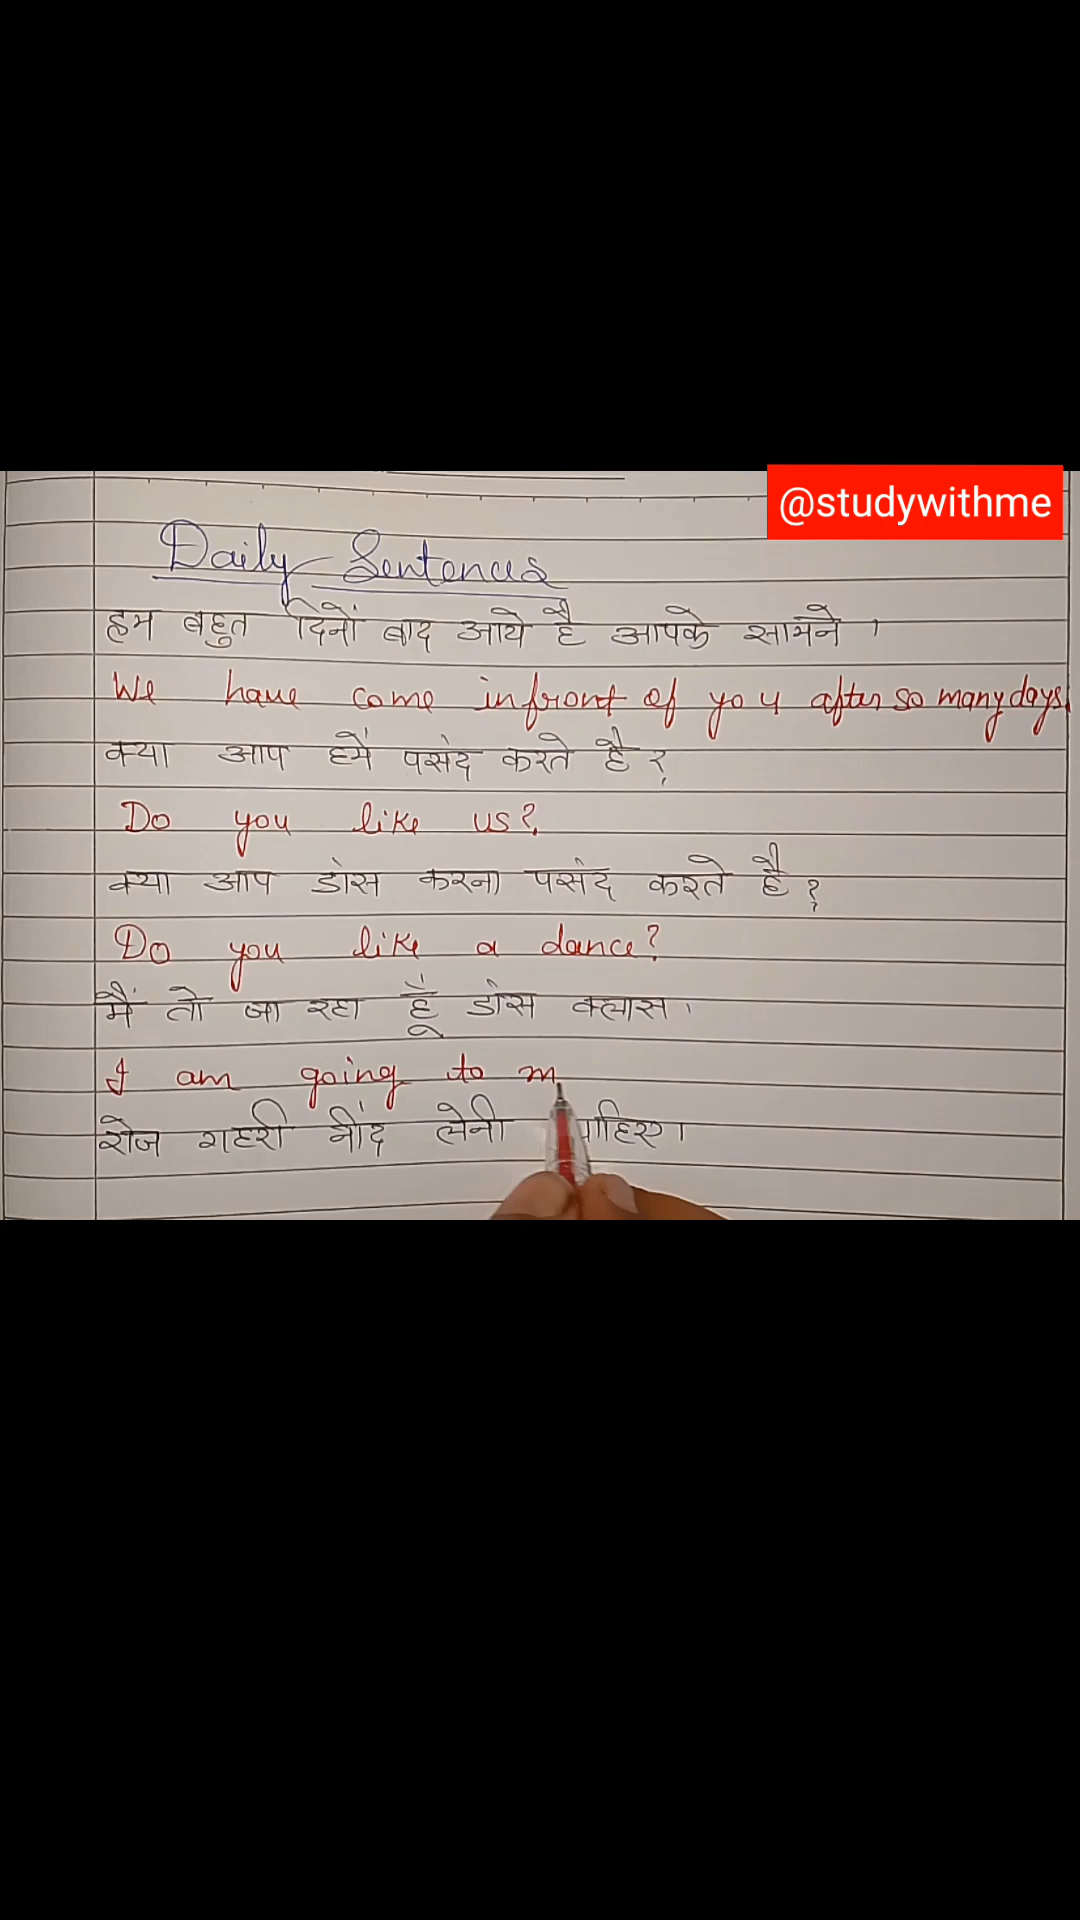 @studywithme
Daily Sentences
हम बहुत दिनों बाद आये है आपके सामने ।
We have come infront of you after so many days.
क्या आप हमें पसंद करते है ?
Do you like us?
क्या आप डांस करना पसंद करते है ?
Do you like a dance?
मैं तो जा रहा हूँ डांस क्लास ।
I am going to m
रोज गहरी नींद लेनी ाहिए।